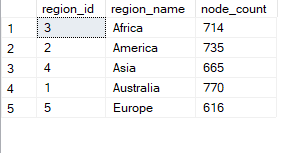 region_id region_name node_count
1 3 Africa 714
2 2 America 735
3 4 Asia 665
4 1 Australia 770
5 5 Europe 616